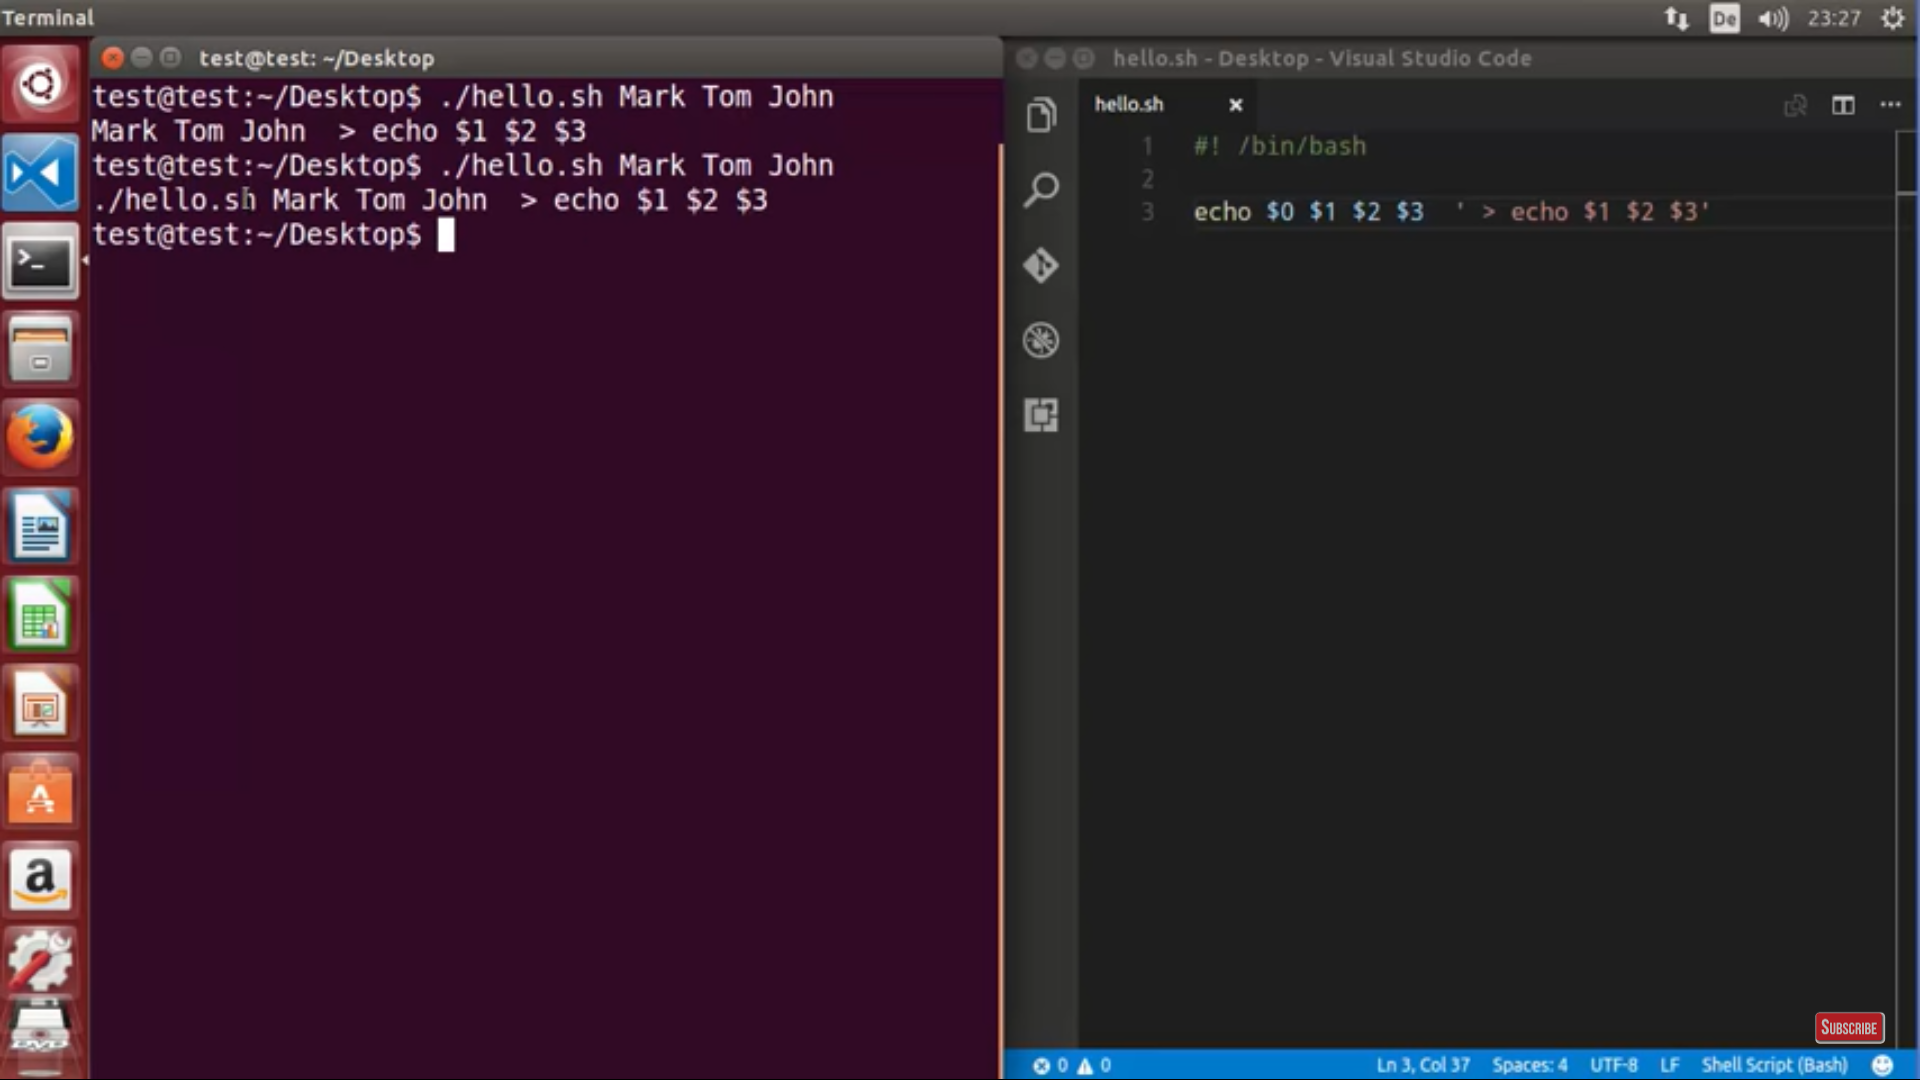 Terminal
De
23:27
test@test: ~/Desktop
test@test:~/Desktop$ ./hello.sh Mark Tom John
Mark Tom John  > echo $1 $2 $3
test@test:~/Desktop$ ./hello.sh Mark Tom John
./hello.sh Mark Tom John  > echo $1 $2 $3
test@test:~/Desktop$
hello.sh - Desktop - Visual Studio Code
hello.sh
1 #! /bin/bash
2
3 echo $0 $1 $2 $3  ' > echo $1 $2 $3'
DVD
SUBSCRIBE
0 0 Ln 3, Col 37 Spaces: 4 UTF-8 LF Shell Script (Bash)